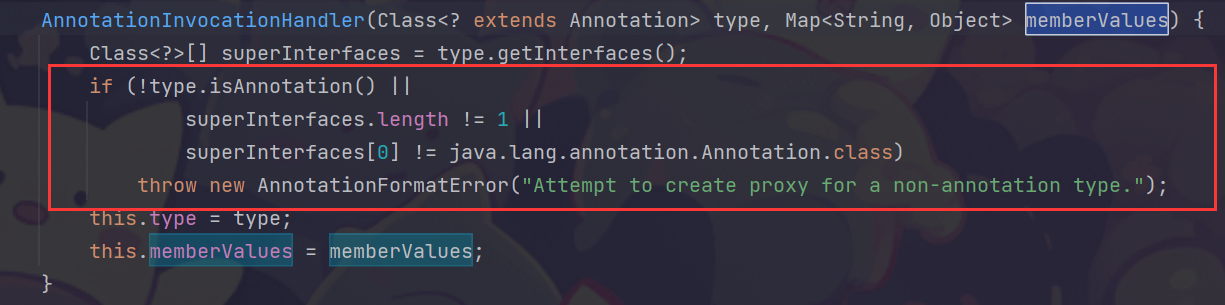 AnnotationInvocationHandler(Class<? extends Annotation> type, Map<String, Object> memberValues) {
Class<?>[] superInterfaces = type.getInterfaces();
if (!type.isAnnotation() ||
superInterfaces.length != 1 ||
superInterfaces[0] != java.lang.annotation.Annotation.class)
throw new AnnotationFormatError("Attempt to create proxy for a non-annotation type.");
this.type = type;
this.memberValues = memberValues;
}